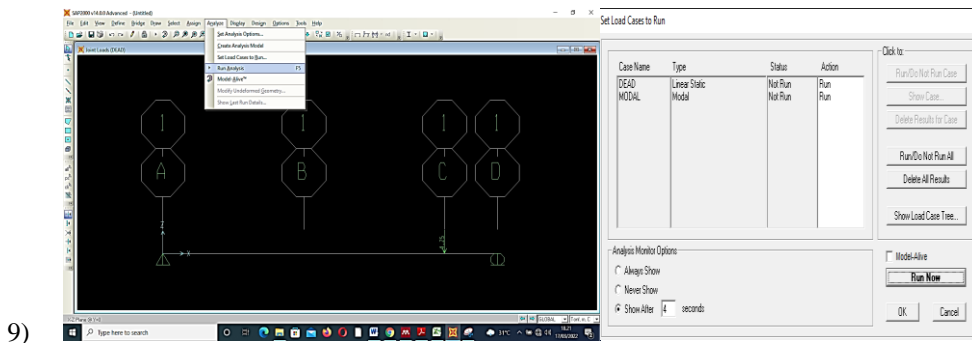 SAP2000 v14.0.0 Advanced - (Untitled)
File Edit View Define Bridge Draw Select Assign Analyze Display Design Options Tools Help
Joint Loads (DEAD)
Set Analysis Options...
Create Analysis Model
Set Load Cases to Run...
Run Analysis F5
Model-Alive™
Modify Undeformed Geometry...
Show Last Run Details...
1 1 1 1
A B C D
Z
X
GLOBAL
Type here to search
31°C
17/05/2022
9)
Set Load Cases to Run
Case Name Type Status Action
DEAD Linear Static Not Run Run
MODAL Modal Not Run Run
Click to:
Run/Do Not Run Case
Show Case...
Delete Results for Case
Run/Do Not Run All
Delete All Results
Show Load Case Tree...
Analysis Monitor Options
Always Show
Never Show
Show After 4 seconds
Model-Alive
Run Now
OK Cancel